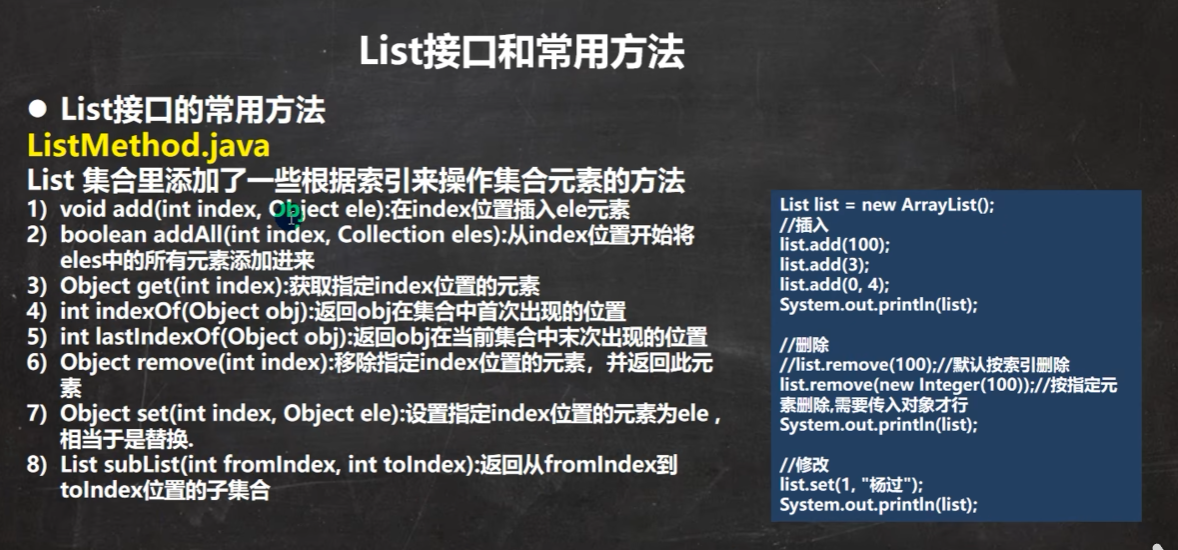 List接口和常用方法
● List接口的常用方法
ListMethod.java
List 集合里添加了一些根据索引来操作集合元素的方法
1) void add(int index, Object ele):在index位置插入ele元素
2) boolean addAll(int index, Collection eles):从index位置开始将
eles中的所有元素添加进来
3) Object get(int index):获取指定index位置的元素
4) int indexOf(Object obj):返回obj在集合中首次出现的位置
5) int lastIndexOf(Object obj):返回obj在当前集合中末次出现的位置
6) Object remove(int index):移除指定index位置的元素，并返回此元
素
7) Object set(int index, Object ele):设置指定index位置的元素为ele ,
相当于是替换.
8) List subList(int fromIndex, int toIndex):返回从fromIndex到
toIndex位置的子集合
List list = new ArrayList();
//插入
list.add(100);
list.add(3);
list.add(0, 4);
System.out.println(list);
//删除
//list.remove(100);//默认按索引删除
list.remove(new Integer(100));//按指定元
素删除,需要传入对象才行
System.out.println(list);
//修改
list.set(1, "杨过");
System.out.println(list);